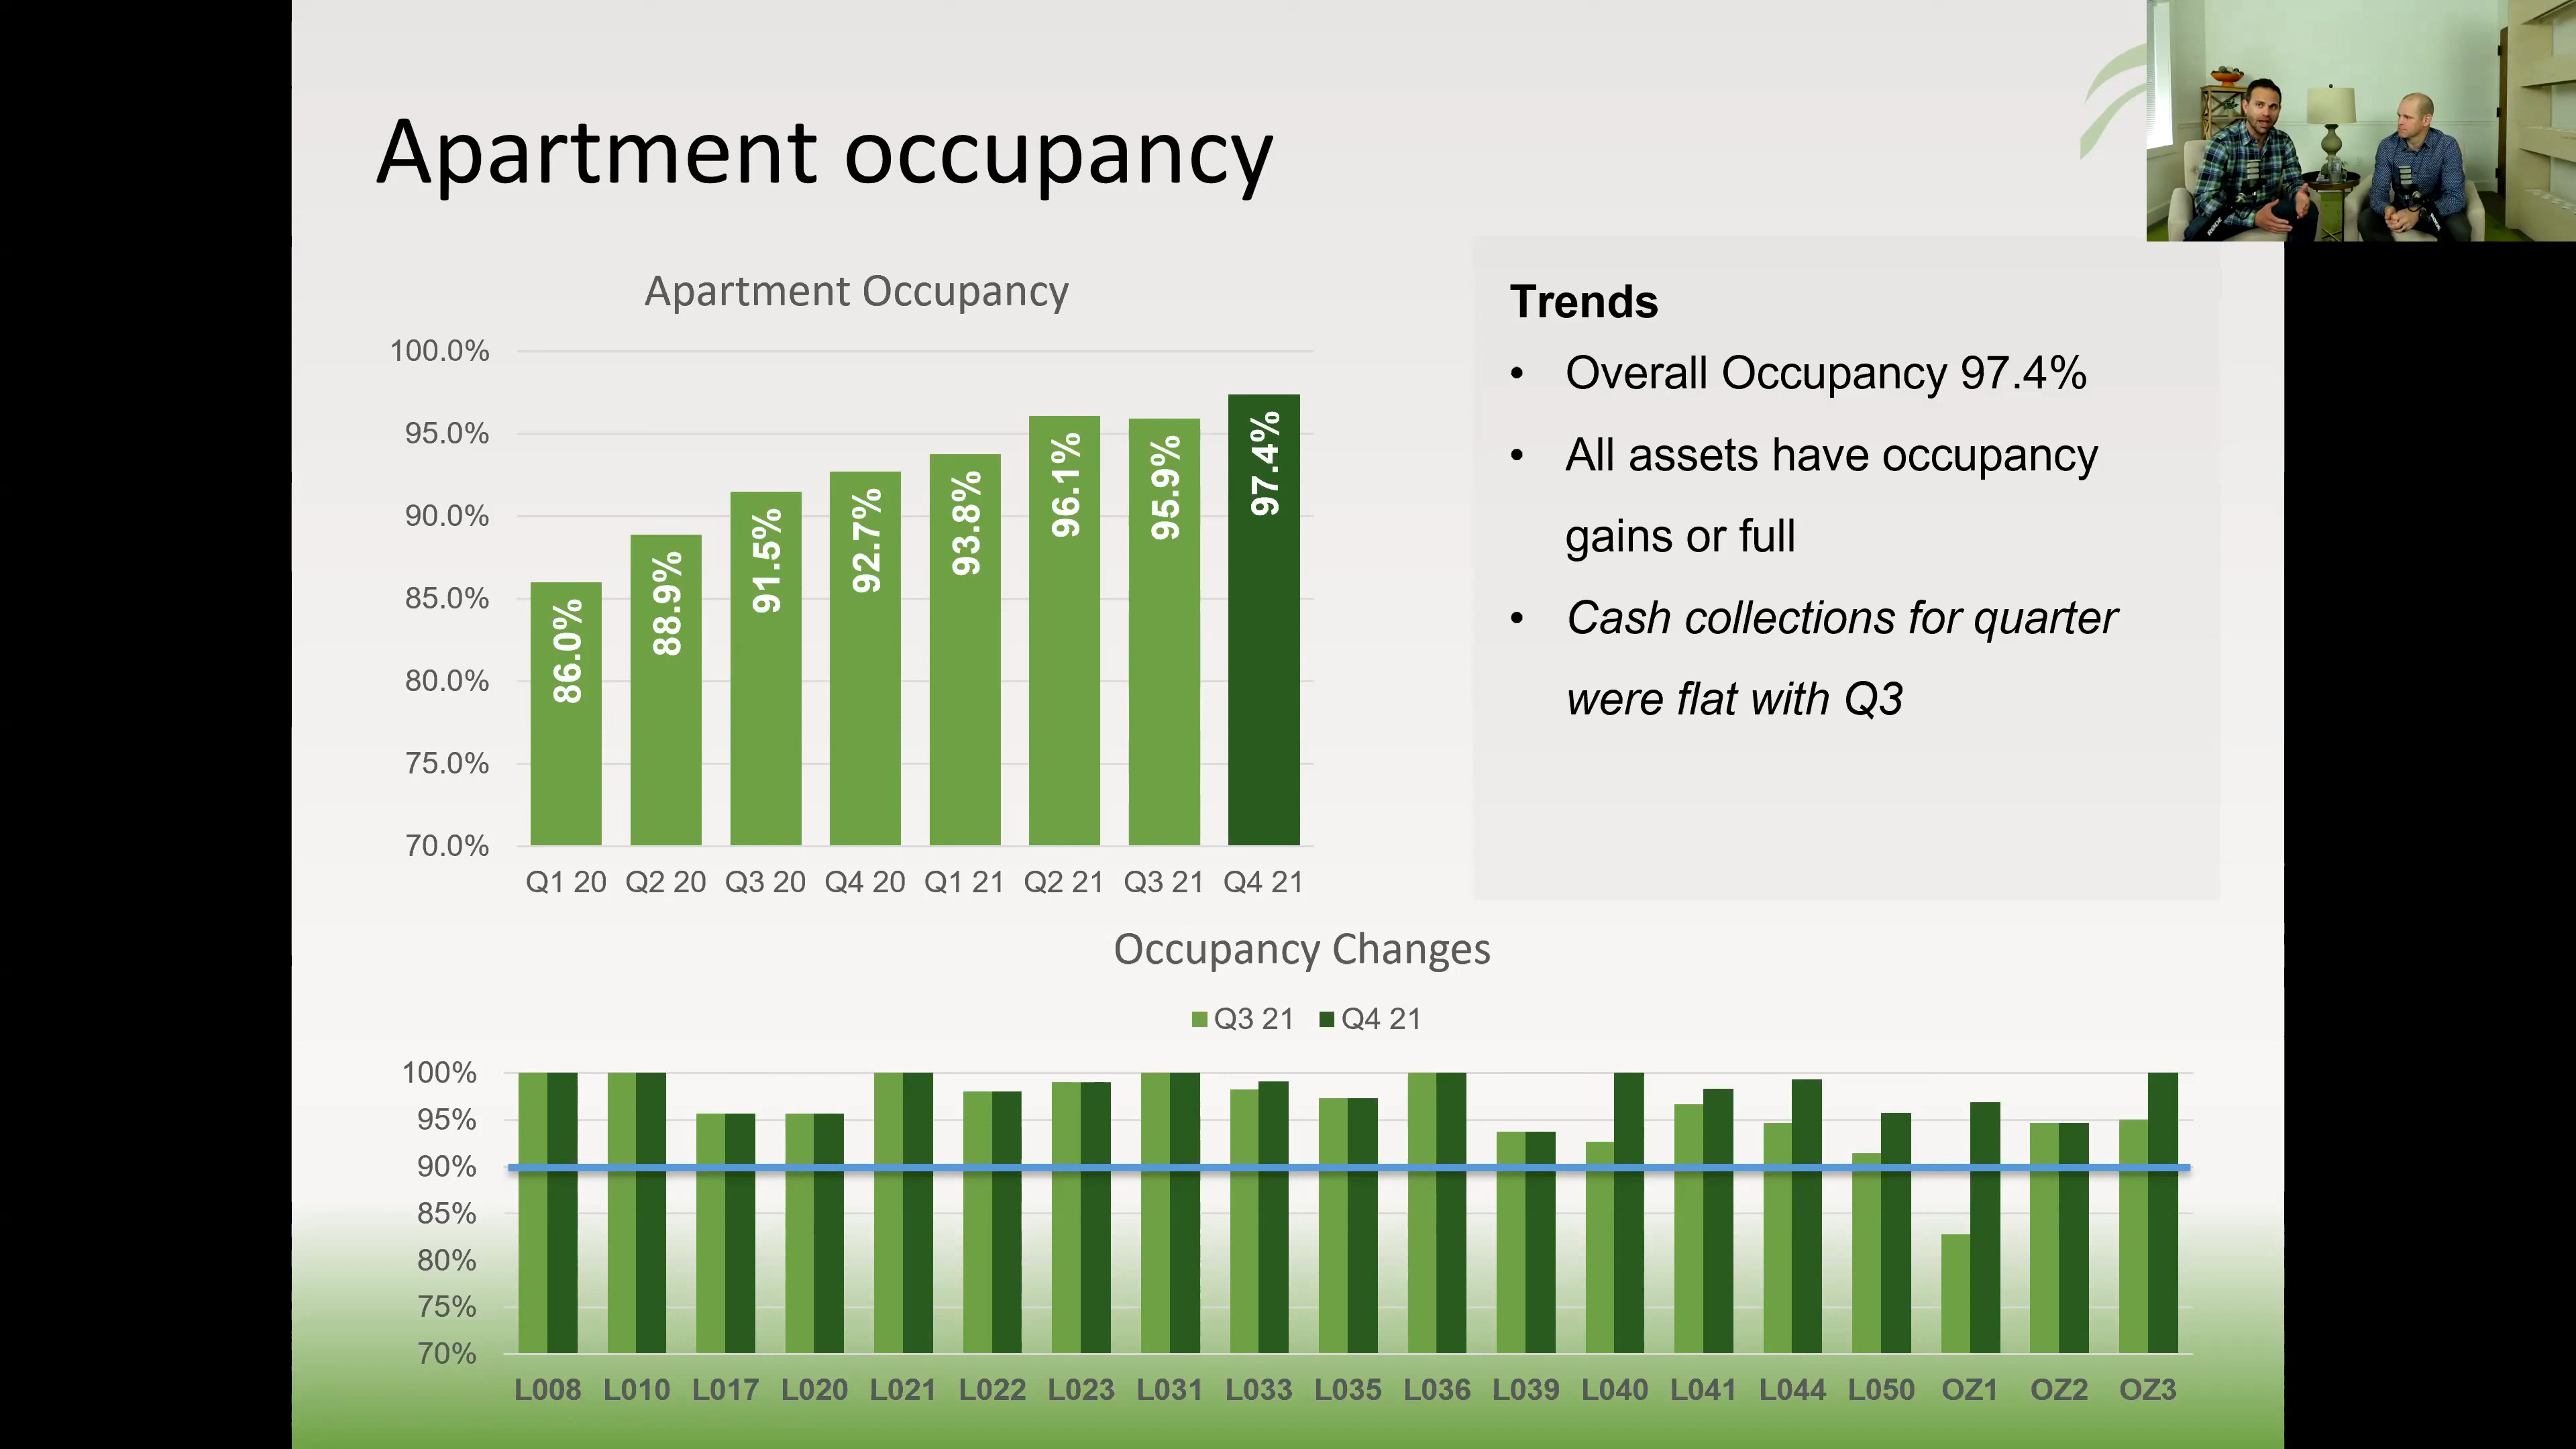 Apartment occupancy
Apartment Occupancy
100.0%
95.0%
90.0%
85.0%
80.0%
75.0%
70.0%
86.0%
88.9%
91.5%
92.7%
93.8%
96.1%
95.9%
97.4%
Q1 20 Q2 20 Q3 20 Q4 20 Q1 21 Q2 21 Q3 21 Q4 21
Trends
• Overall Occupancy 97.4%
• All assets have occupancy
gains or full
• Cash collections for quarter
were flat with Q3
Occupancy Changes
Q3 21 Q4 21
100%
95%
90%
85%
80%
75%
70%
L008 L010 L017 L020 L021 L022 L023 L031 L033 L035 L036 L039 L040 L041 L044 L050 OZ1 OZ2 OZ3